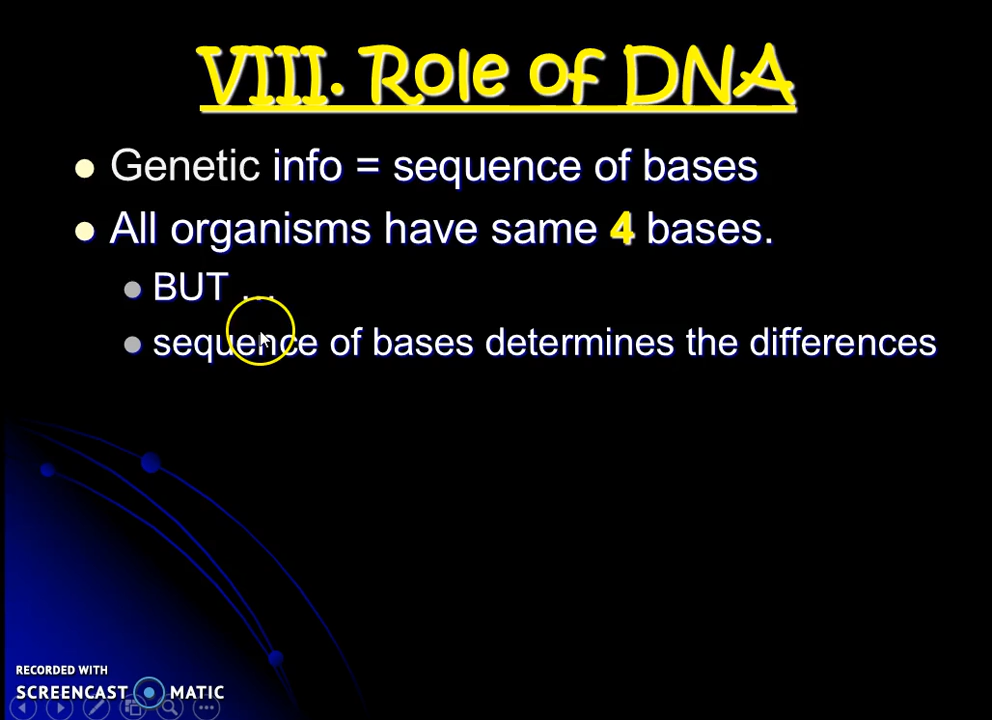 VIII. Role of DNA
Genetic info = sequence of bases
All organisms have same 4 bases.
BUT ...
sequence of bases determines the differences
RECORDED WITH
SCREENCAST MATIC